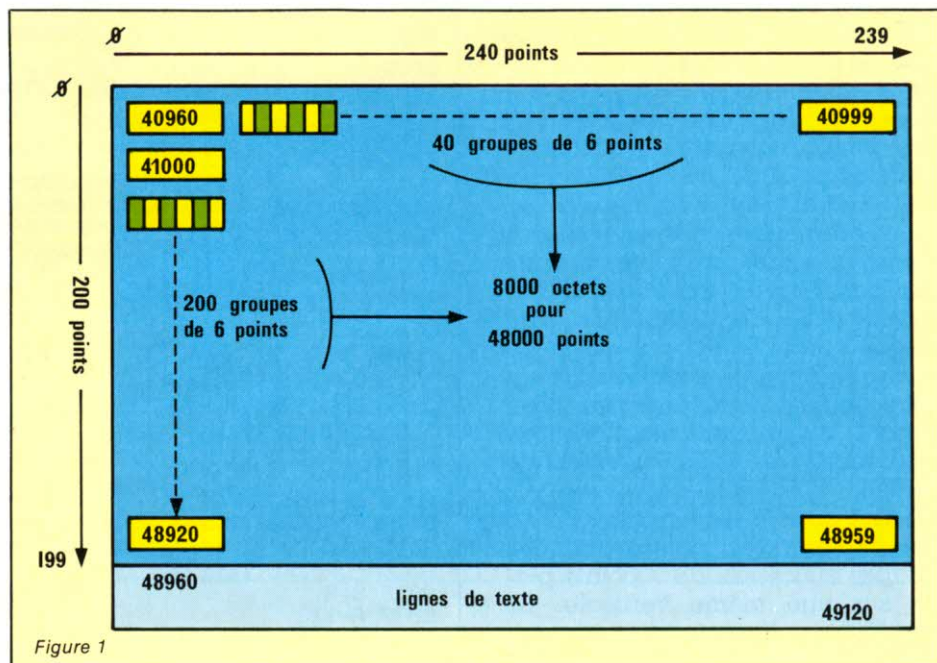 0̸ 239
240 points
0̸
40960 40999
40 groupes de 6 points
41000
200 points
8000 octets
pour
48000 points
200 groupes
de 6 points
48920 48959
199
48960
lignes de texte
49120
Figure 1